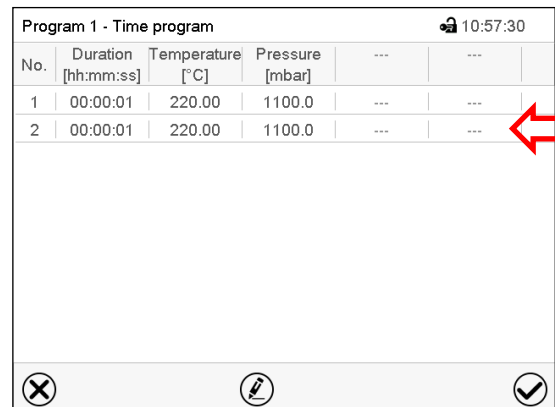 Program 1 - Time program 10:57:30
No. Duration [hh:mm:ss] Temperature [°C] Pressure [mbar] --- ---
1 00:00:01 220.00 1100.0 --- ---
2 00:00:01 220.00 1100.0 --- ---